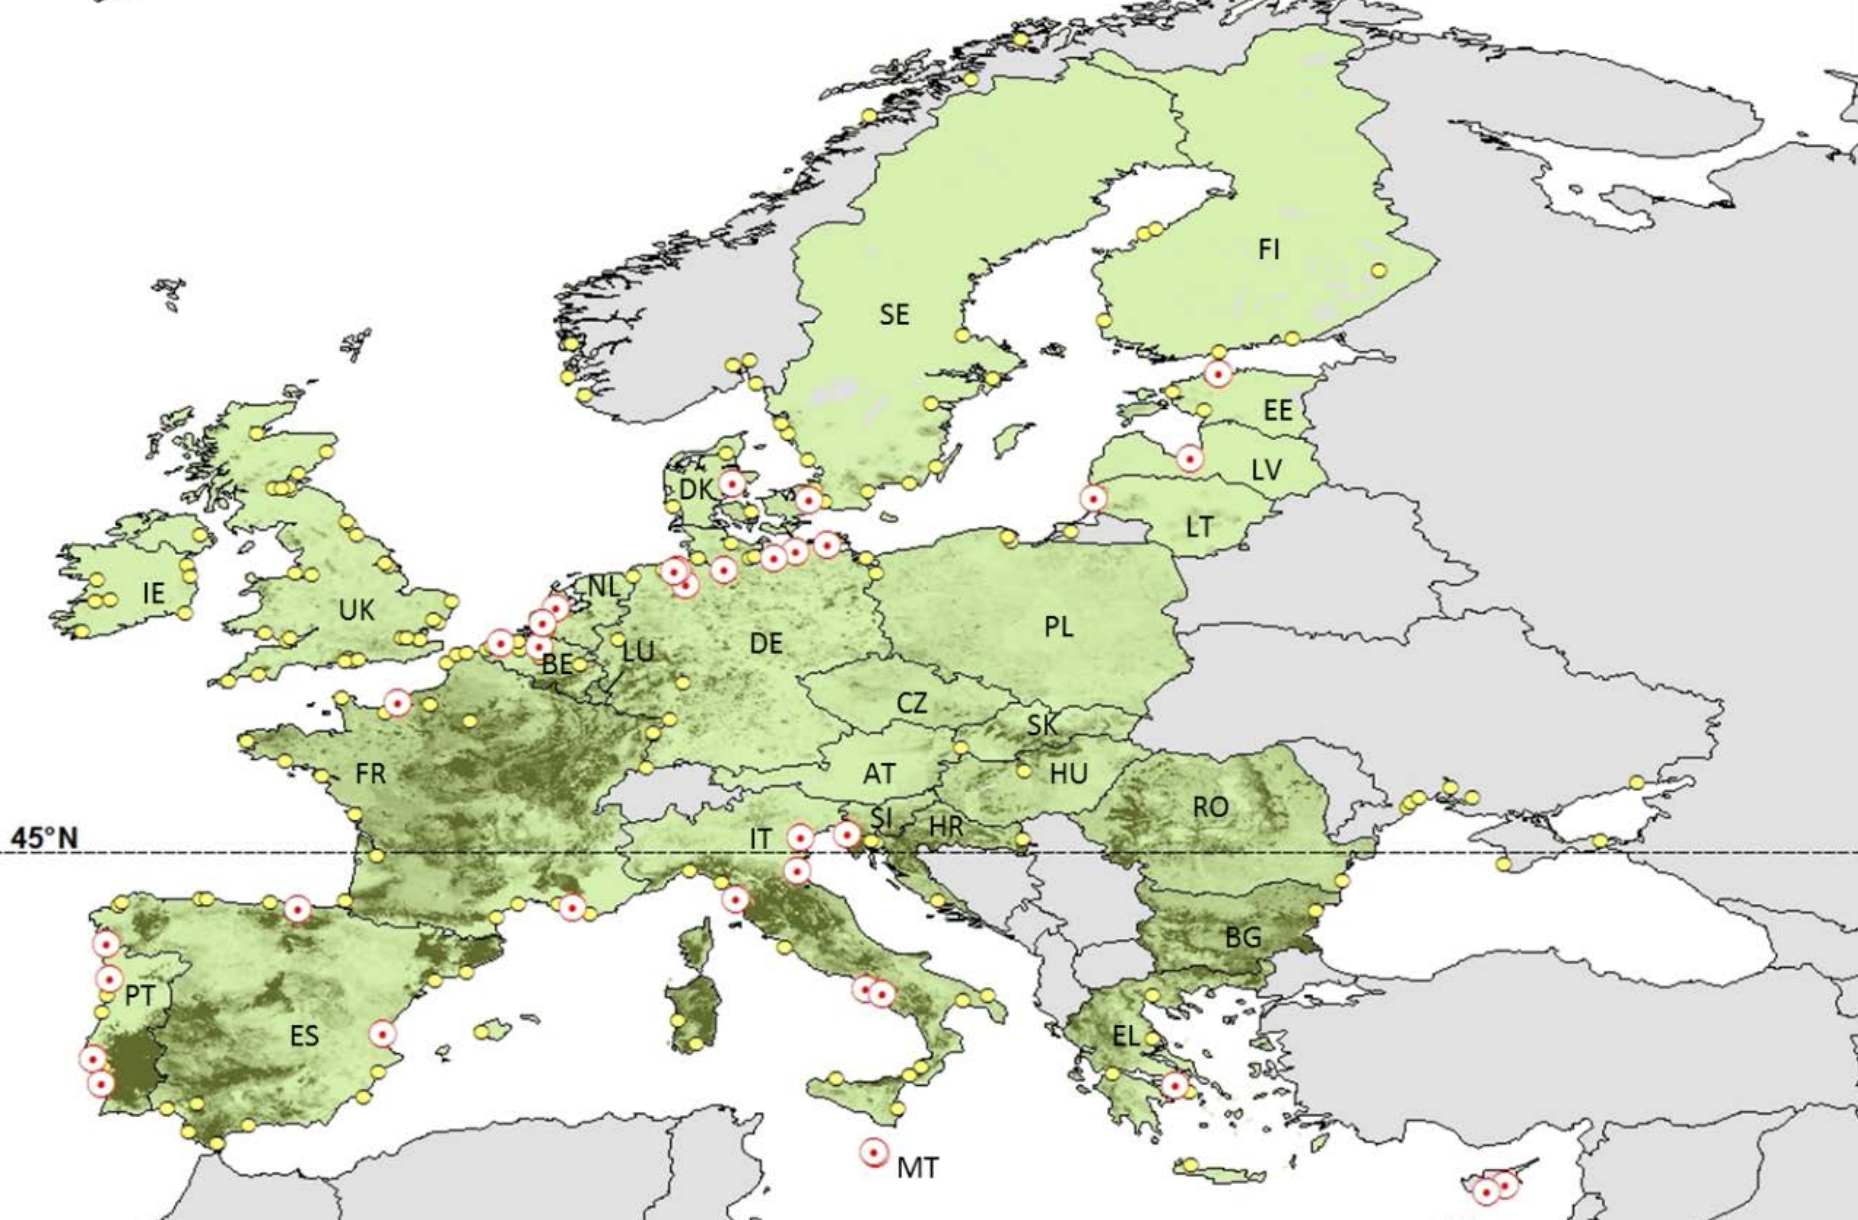 FI
SE
EE
DK
LV
LT
NL
IE
UK
PL
DE
LU
BE
CZ
SK
FR
AT
HU
RO
SI
HR
IT
45°N
BG
PT
ES
EL
MT